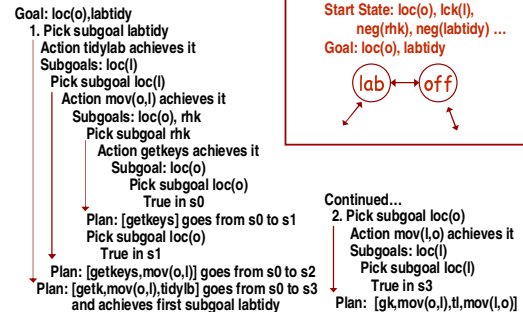 Goal: loc(o),labtidy
1. Pick subgoal labtidy
Action tidylab achieves it
Subgoals: loc(l)
Pick subgoal loc(l)
Action mov(o,l) achieves it
Subgoals: loc(o), rhk
Pick subgoal rhk
Action getkeys achieves it
Subgoal: loc(o)
Pick subgoal loc(o)
True in s0
Plan: [getkeys] goes from s0 to s1
Pick subgoal loc(o)
True in s1
Plan: [getkeys,mov(o,l)] goes from s0 to s2
Plan: [getk,mov(o,l),tidylb] goes from s0 to s3
and achieves first subgoal labtidy
Start State: loc(o), lck(l),
neg(rhk), neg(labtidy) ...
Goal: loc(o), labtidy
lab off
Continued...
2. Pick subgoal loc(o)
Action mov(l,o) achieves it
Subgoals: loc(l)
Pick subgoal loc(l)
True in s3
Plan: [gk,mov(o,l),tl,mov(l,o)]